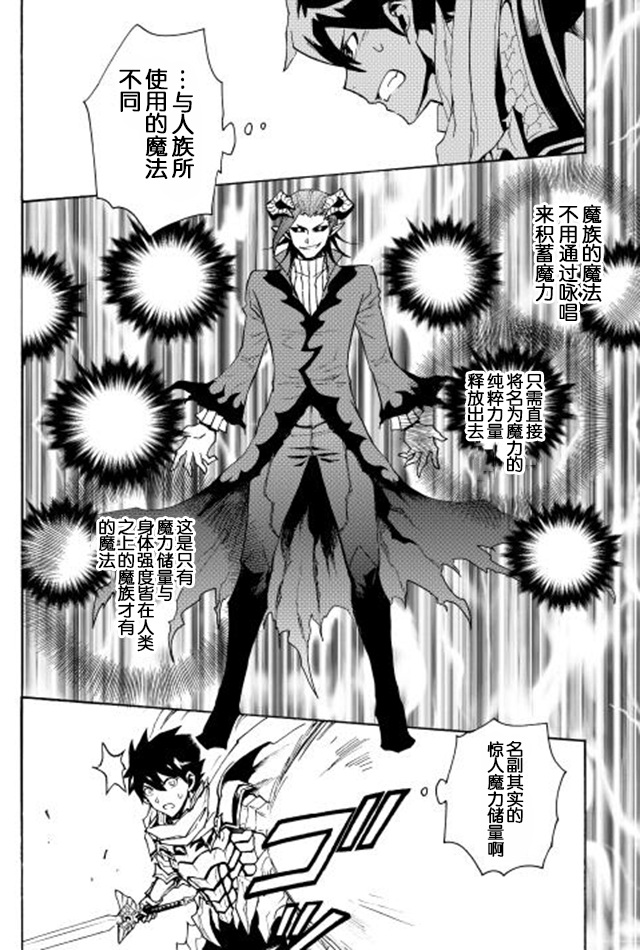 …与人族所
使用的魔法
不同
魔族的魔法
不用通过咏唱
来积蓄魔力
只需直接
将名为魔力的
纯粹力量
释放出去
这是只有
魔力储量与
身体强度皆在人类
之上的魔族才有
的魔法
名副其实的
惊人魔力储量啊
ゴゴ